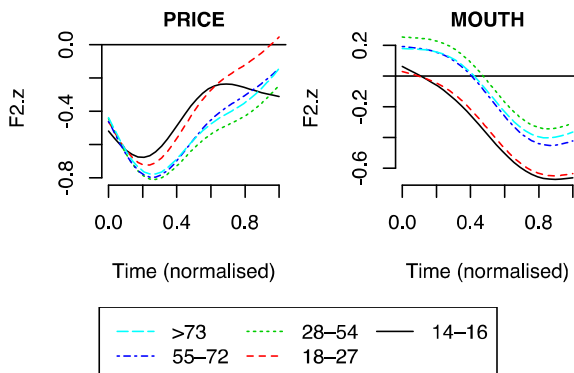 PRICE MOUTH
F2.z 0.0 -0.4 -0.8
F2.z 0.2 -0.2 -0.6
0.0 0.4 0.8 0.0 0.4 0.8
Time (normalised) Time (normalised)
>73 28–54 14–16
55–72 18–27